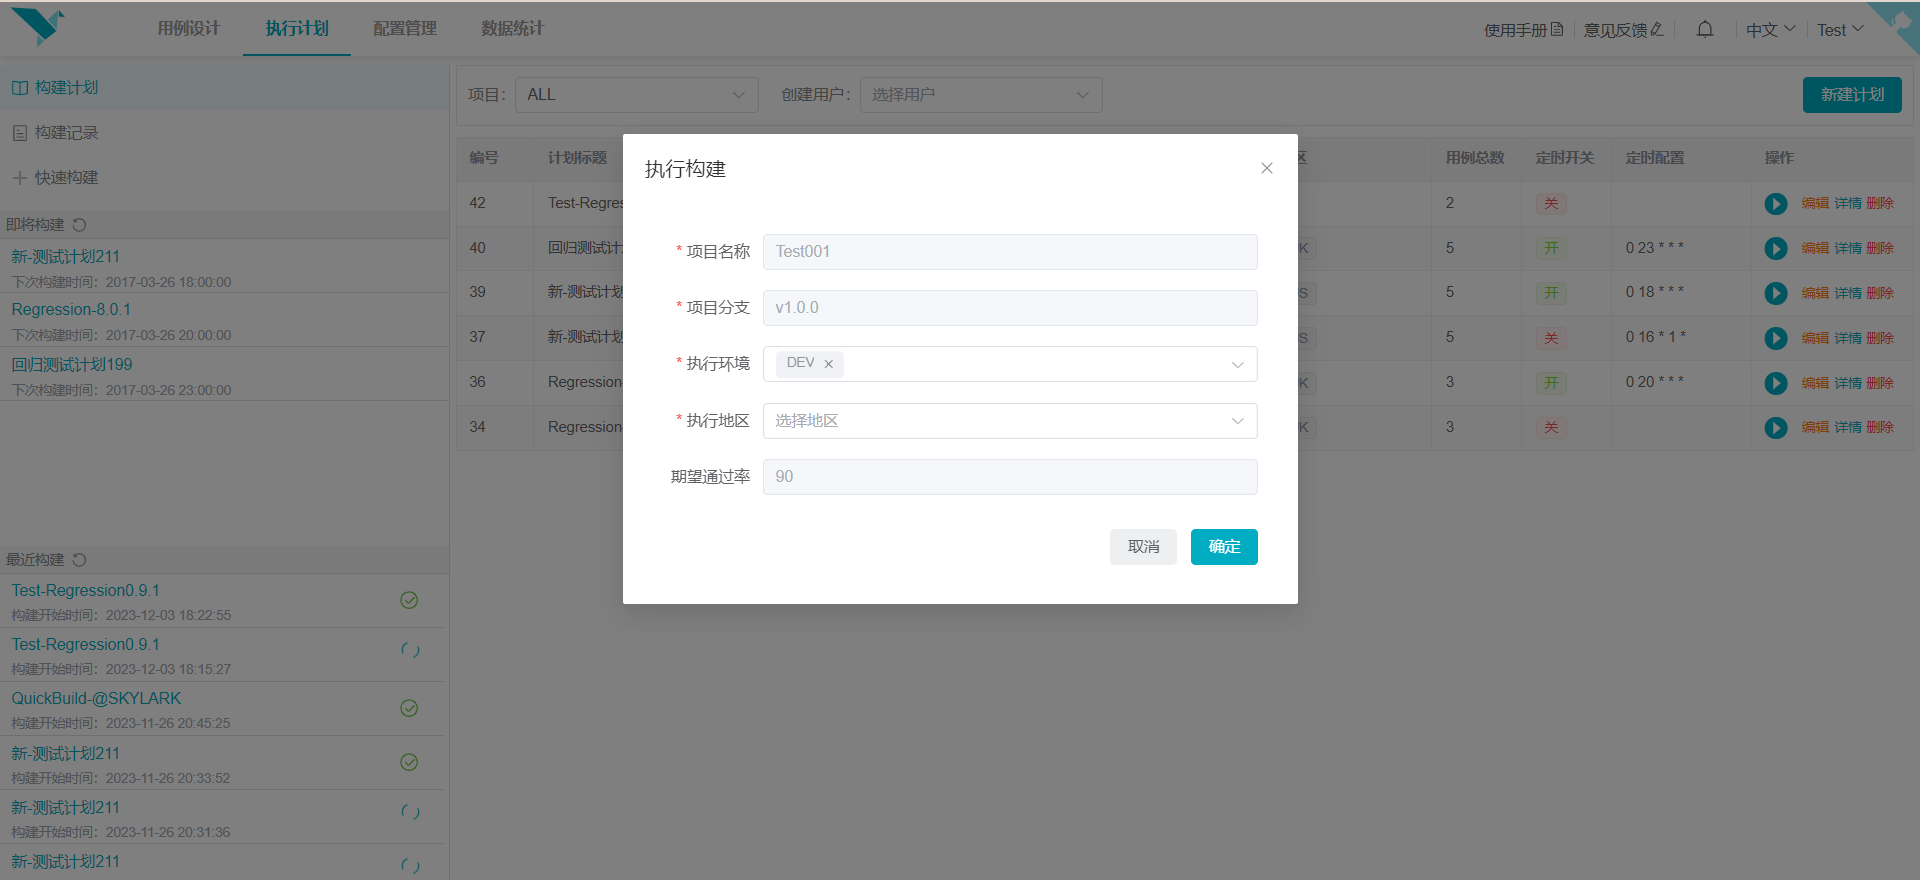 用例设计 执行计划 配置管理 数据统计 使用手册 意见反馈 中文 Test
构建计划
构建记录
快速构建
即将构建
新-测试计划211
下次构建时间：2017-03-26 18:00:00
Regression-8.0.1
下次构建时间：2017-03-26 20:00:00
回归测试计划199
下次构建时间：2017-03-26 23:00:00
最近构建
Test-Regression0.9.1
构建开始时间：2023-12-03 18:22:55
Test-Regression0.9.1
构建开始时间：2023-12-03 18:15:27
QuickBuild-@SKYLARK
构建开始时间：2023-11-26 20:45:25
新-测试计划211
构建开始时间：2023-11-26 20:33:52
新-测试计划211
构建开始时间：2023-11-26 20:31:36
新-测试计划211
项目： ALL 创建用户： 选择用户 新建计划
编号 计划标题 区 用例总数 定时开关 定时配置 操作
42 Test-Regres 2 关 编辑 详情 删除
40 回归测试计 K 5 开 0 23 * * * 编辑 详情 删除
39 新-测试计划 S 5 开 0 18 * * * 编辑 详情 删除
37 新-测试计划 S 5 关 0 16 * 1 * 编辑 详情 删除
36 Regression K 3 开 0 20 * * * 编辑 详情 删除
34 Regression K 3 关 编辑 详情 删除
执行构建
* 项目名称 Test001
* 项目分支 v1.0.0
* 执行环境 DEV
* 执行地区 选择地区
期望通过率 90
取消 确定